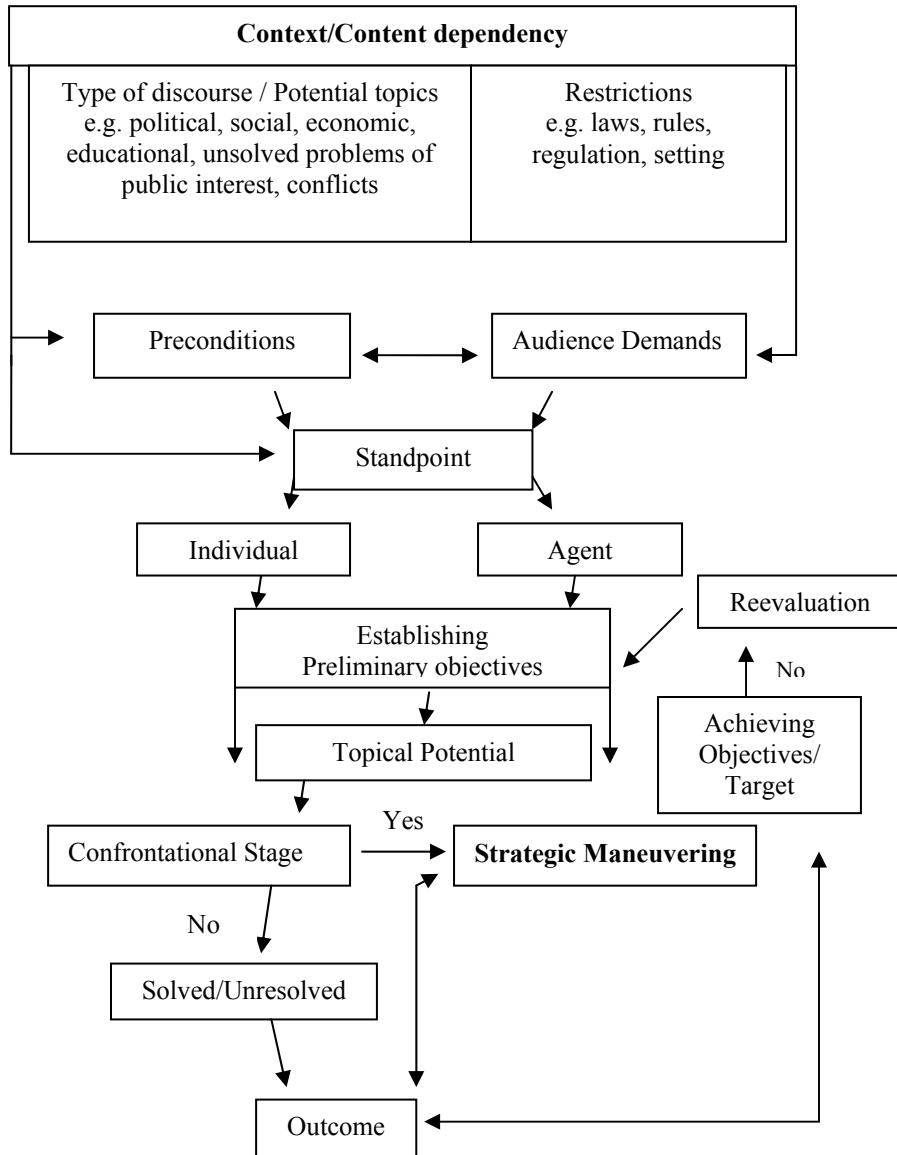 Context/Content dependency
Type of discourse / Potential topics
e.g. political, social, economic,
educational, unsolved problems of
public interest, conflicts
Restrictions
e.g. laws, rules,
regulation, setting
Preconditions
Audience Demands
Standpoint
Individual
Agent
Reevaluation
Establishing
Preliminary objectives
No
Achieving
Objectives/
Target
Topical Potential
Yes
Confrontational Stage
Strategic Maneuvering
No
Solved/Unresolved
Outcome